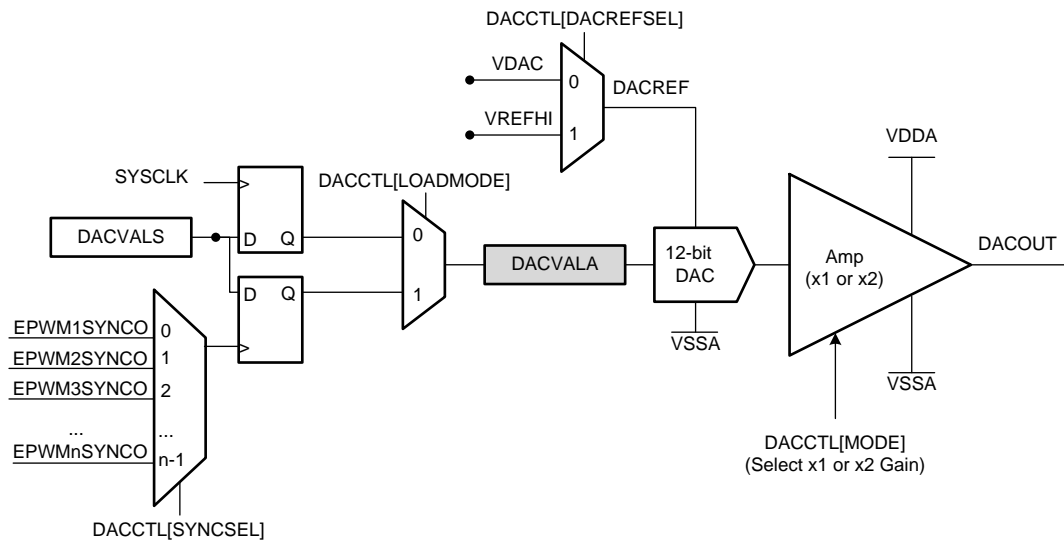 DACCTL[DACREFSEL]
VDAC
0
DACREF
VREFHI
1
VDDA
SYSCLK
DACCTL[LOADMODE]
DACVALS
D Q
0
1
DACVALA
12-bit
DAC
VSSA
Amp
(x1 or x2)
DACOUT
VSSA
D Q
EPWM1SYNCO
0
EPWM2SYNCO
1
EPWM3SYNCO
2
...
...
EPWMnSYNCO
n-1
DACCTL[SYNCSEL]
DACCTL[MODE]
(Select x1 or x2 Gain)